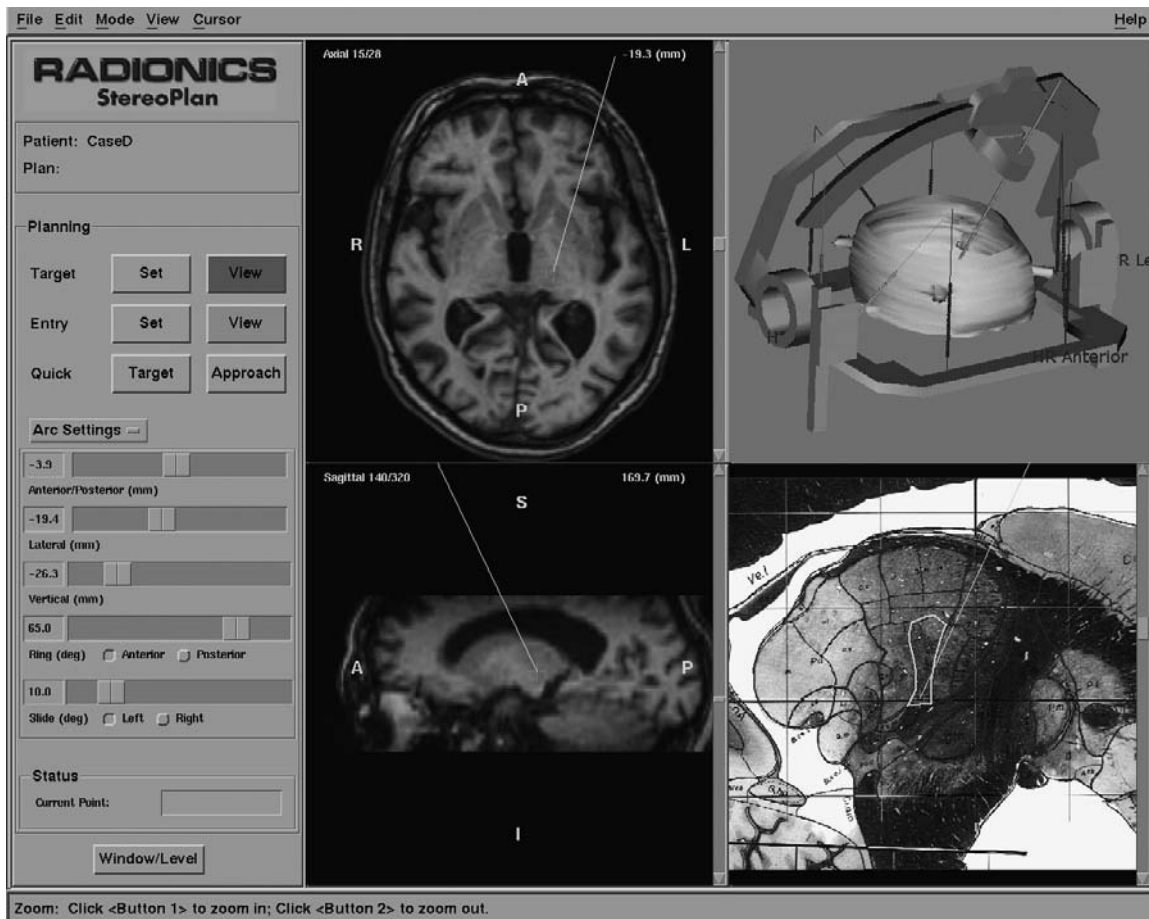 File Edit Mode View Cursor Help
RADIONICS
StereoPlan
Patient: CaseD
Plan:
Planning
Target Set View
Entry Set View
Quick Target Approach
Arc Settings
-3.9
Anterior/Posterior (mm)
-19.4
Lateral (mm)
-26.3
Vertical (mm)
65.0
Ring (deg) Anterior Posterior
10.0
Slide (deg) Left Right
Status
Current Point:
Window/Level
Axial 15/28 -19.3 (mm)
A
R L
P
R Le
H
HR Anterior
Sagittal 140/320 169.7 (mm)
S
A P
I
Ve.l
Zoom: Click <Button 1> to zoom in; Click <Button 2> to zoom out.